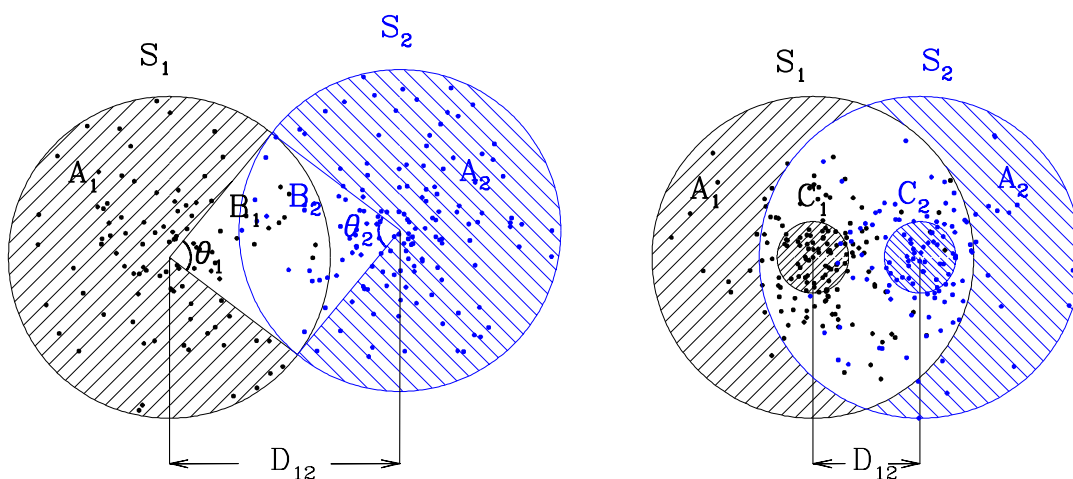 S₁
S₂
A₁
B₁
B₂
A₂
θ₁
θ₂
D₁₂
S₁
S₂
A₁
C₁
C₂
A₂
D₁₂